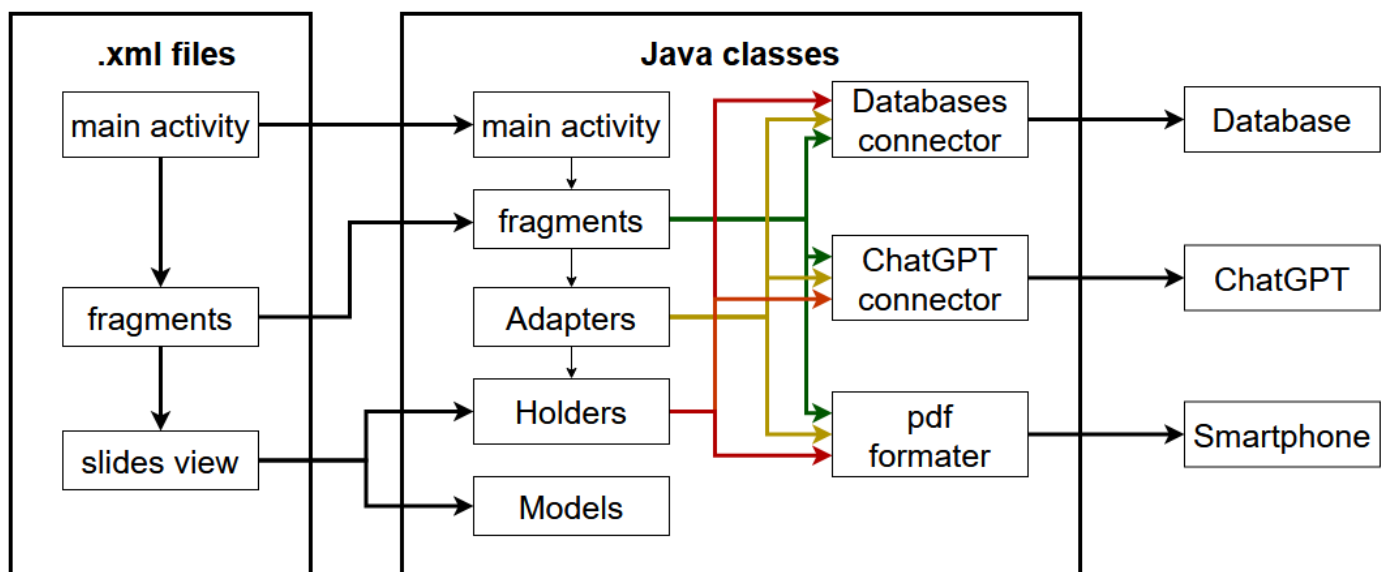 .xml files
main activity
fragments
slides view
Java classes
main activity
fragments
Adapters
Holders
Models
Databases
connector
ChatGPT
connector
pdf
formater
Database
ChatGPT
Smartphone